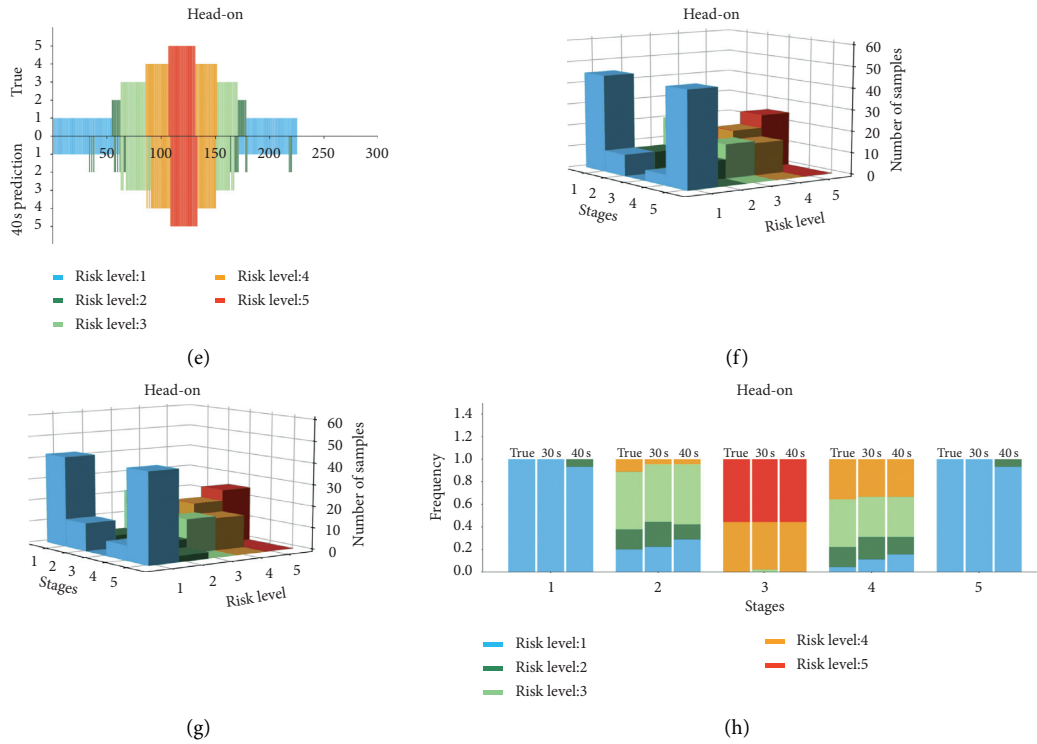 Head-on
5
4
3
2
1
0
1
2
3
4
5
True
40s prediction
50 100 150 200 250 300
Risk level:1
Risk level:2
Risk level:3
Risk level:4
Risk level:5
(e)
Head-on
60
50
40
30
20
10
0
Number of samples
1 2 3 4 5
Stages
1 2 3 4 5
Risk level
(f)
Head-on
60
50
40
30
20
10
0
Number of samples
1 2 3 4 5
Stages
1 2 3 4 5
Risk level
(g)
Head-on
1.4
1.2
1.0
0.8
0.6
0.4
0.2
0.0
Frequency
True 30 s 40 s True 30 s 40 s True 30 s 40 s True 30 s 40 s True 30 s 40 s
1 2 3 4 5
Stages
Risk level:1
Risk level:2
Risk level:3
Risk level:4
Risk level:5
(h)